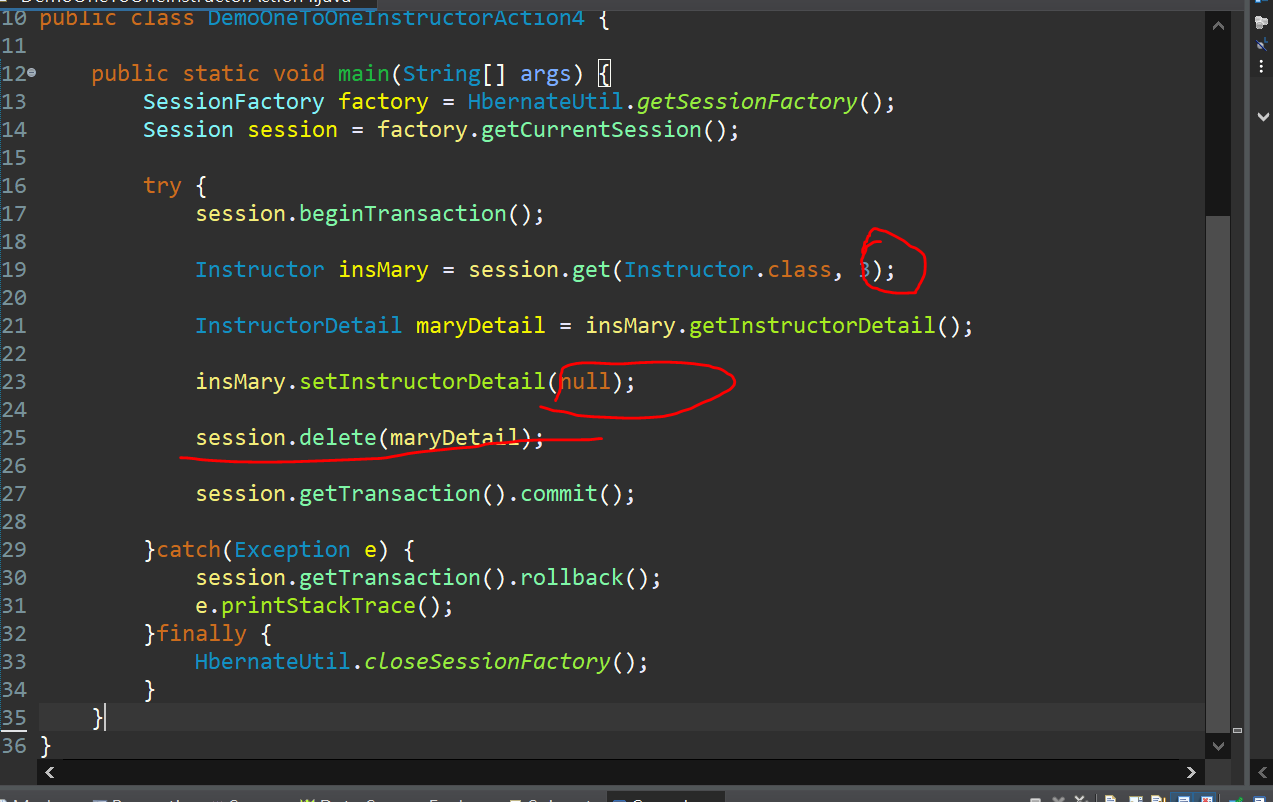 10 public class DemoOneToOneInstructorAction4 {
11
12 public static void main(String[] args) {
13 SessionFactory factory = HbernateUtil.getSessionFactory();
14 Session session = factory.getCurrentSession();
15
16 try {
17 session.beginTransaction();
18
19 Instructor insMary = session.get(Instructor.class, 3);
20
21 InstructorDetail maryDetail = insMary.getInstructorDetail();
22
23 insMary.setInstructorDetail(null);
24
25 session.delete(maryDetail);
26
27 session.getTransaction().commit();
28
29 }catch(Exception e) {
30 session.getTransaction().rollback();
31 e.printStackTrace();
32 }finally {
33 HbernateUtil.closeSessionFactory();
34 }
35 }
36 }